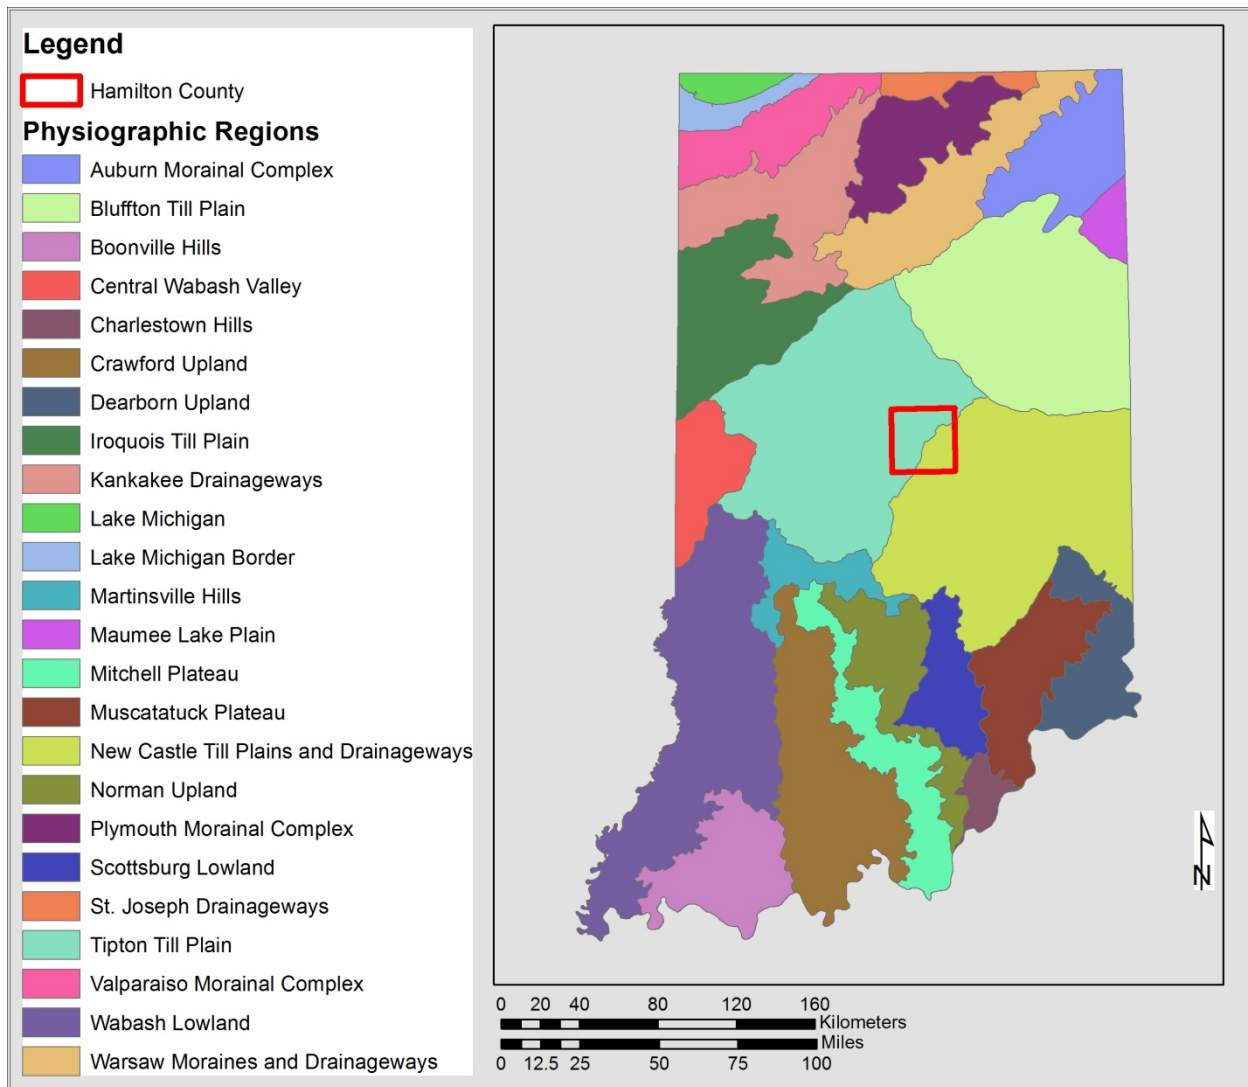 Legend
Hamilton County
Physiographic Regions
Auburn Morainal Complex
Bluffton Till Plain
Boonville Hills
Central Wabash Valley
Charlestown Hills
Crawford Upland
Dearborn Upland
Iroquois Till Plain
Kankakee Drainageways
Lake Michigan
Lake Michigan Border
Martinsville Hills
Maumee Lake Plain
Mitchell Plateau
Muscatatuck Plateau
New Castle Till Plains and Drainageways
Norman Upland
Plymouth Morainal Complex
Scottsburg Lowland
St. Joseph Drainageways
Tipton Till Plain
Valparaiso Morainal Complex
Wabash Lowland
Warsaw Moraines and Drainageways
N
0 20 40 80 120 160
Kilometers
Miles
0 12.5 25 50 75 100